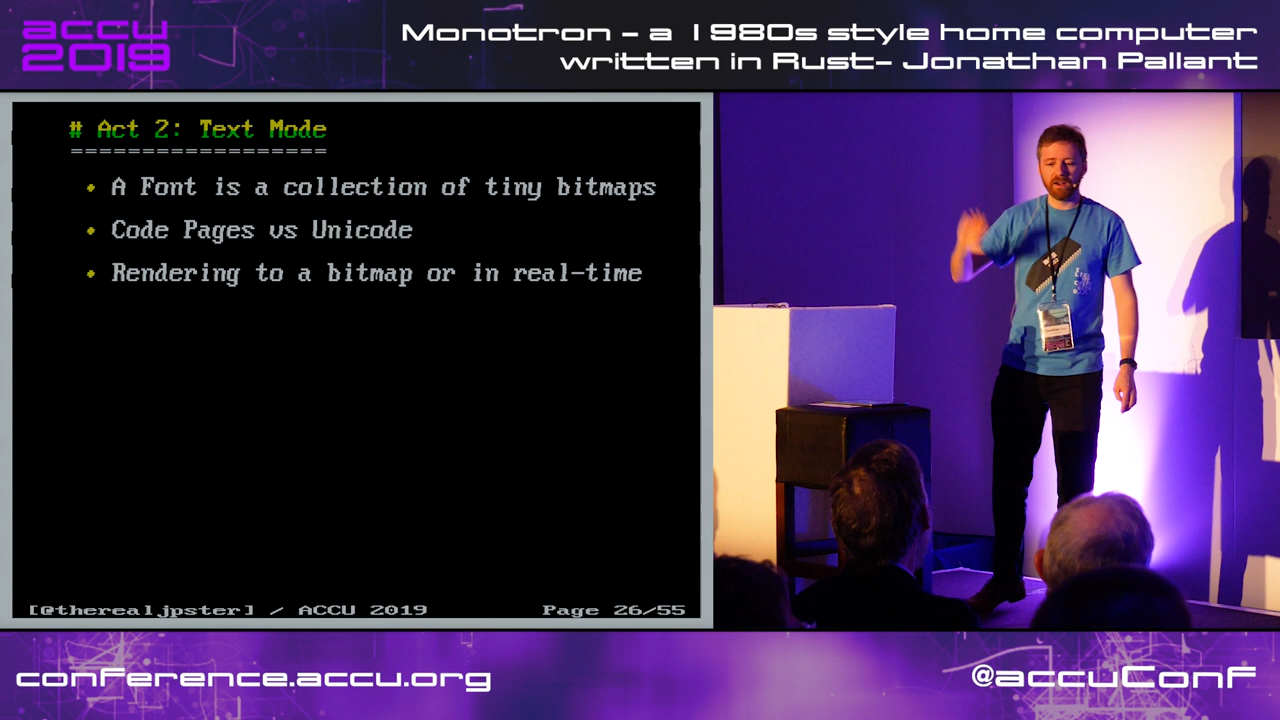 accu
2019
Monotron - a 1980s style home computer
written in Rust- Jonathan Pallant
# Act 2: Text Mode
==================
• A Font is a collection of tiny bitmaps
• Code Pages vs Unicode
• Rendering to a bitmap or in real-time
[@therealjpster] / ACCU 2019
Page 26/55
conference.accu.org
@accuConf